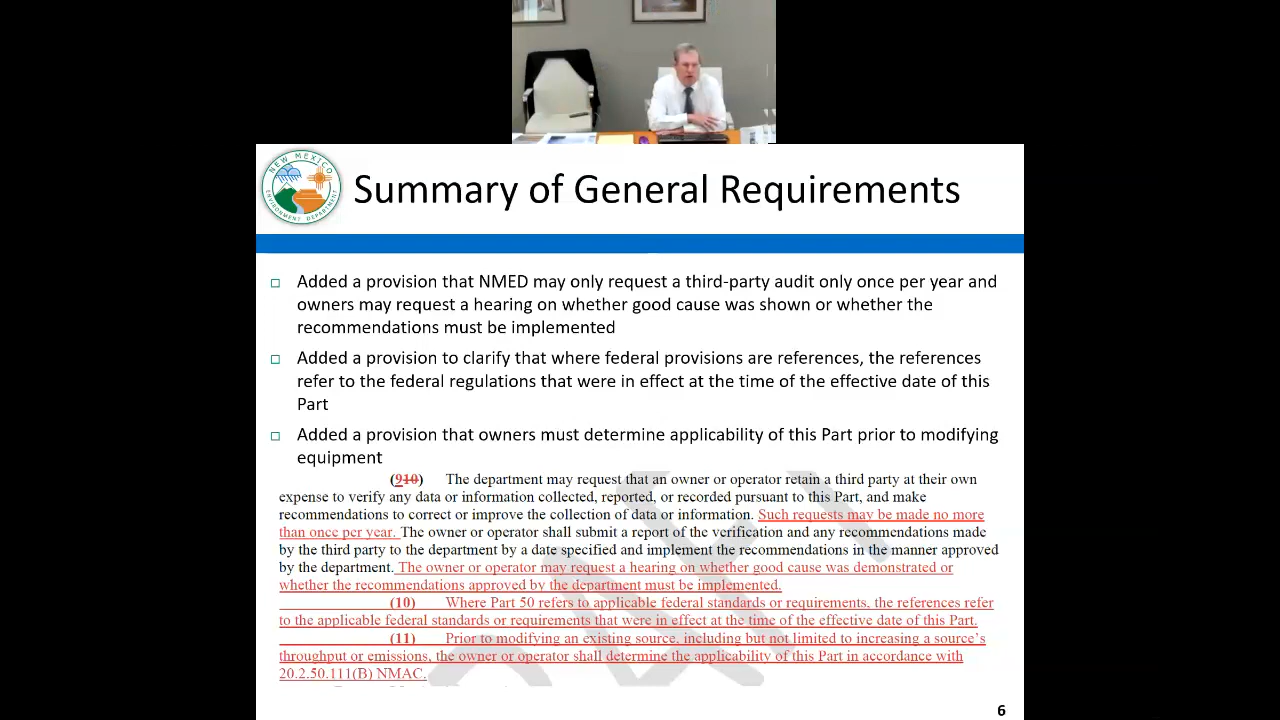 NEW MEXICO
ENVIRONMENT DEPARTMENT
Summary of General Requirements
Added a provision that NMED may only request a third-party audit only once per year and
owners may request a hearing on whether good cause was shown or whether the
recommendations must be implemented
Added a provision to clarify that where federal provisions are references, the references
refer to the federal regulations that were in effect at the time of the effective date of this
Part
Added a provision that owners must determine applicability of this Part prior to modifying
equipment
(910) The department may request that an owner or operator retain a third party at their own
expense to verify any data or information collected, reported, or recorded pursuant to this Part, and make
recommendations to correct or improve the collection of data or information. Such requests may be made no more
than once per year. The owner or operator shall submit a report of the verification and any recommendations made
by the third party to the department by a date specified and implement the recommendations in the manner approved
by the department. The owner or operator may request a hearing on whether good cause was demonstrated or
whether the recommendations approved by the department must be implemented.
(10) Where Part 50 refers to applicable federal standards or requirements, the references refer
to the applicable federal standards or requirements that were in effect at the time of the effective date of this Part.
(11) Prior to modifying an existing source, including but not limited to increasing a source's
throughput or emissions, the owner or operator shall determine the applicability of this Part in accordance with
20.2.50.111(B) NMAC.
6